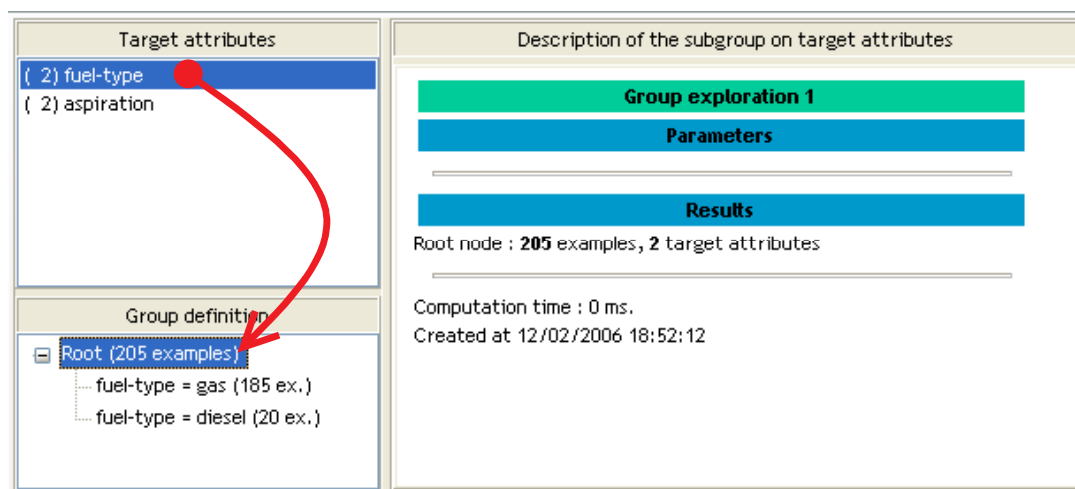 Target attributes
( 2) fuel-type
( 2) aspiration
Group definition
Root (205 examples)
fuel-type = gas (185 ex.)
fuel-type = diesel (20 ex.)
Description of the subgroup on target attributes
Group exploration 1
Parameters
Results
Root node : 205 examples, 2 target attributes
Computation time : 0 ms.
Created at 12/02/2006 18:52:12